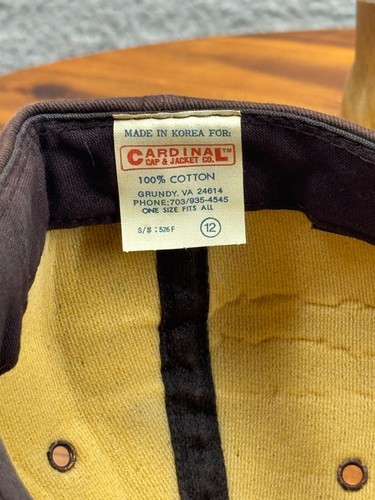 MADE IN KOREA FOR:
CARDINAL™
CAP & JACKET CO.
100% COTTON
GRUNDY, VA 24614
PHONE:703/935-4545
ONE SIZE FITS ALL
S/S : 526F 12